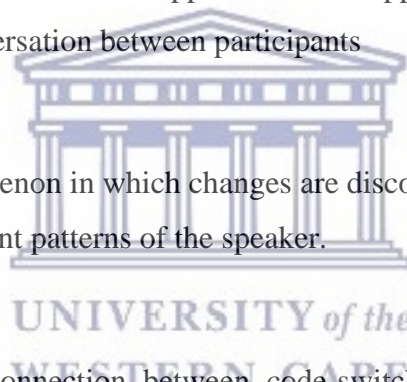 ersation between participants
enon in which changes are disco
nt patterns of the speaker.
UNIVERSITY of the
onnection between code switch